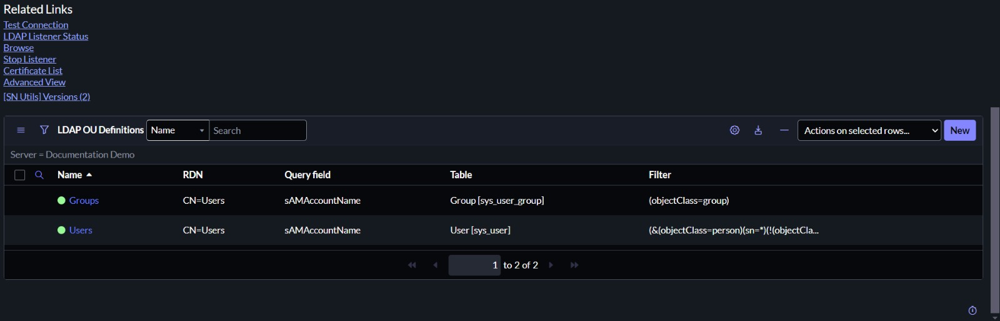 Related Links
Test Connection
LDAP Listener Status
Browse
Stop Listener
Certificate List
Advanced View
[SN Utils] Versions (2)
LDAP OU Definitions Name Search Actions on selected rows... New
Server = Documentation Demo
Name RDN Query field Table Filter
Groups CN=Users sAMAccountName Group [sys_user_group] (objectClass=group)
Users CN=Users sAMAccountName User [sys_user] (&(objectClass=person)(sn=*)(!(objectCla...
1 to 2 of 2